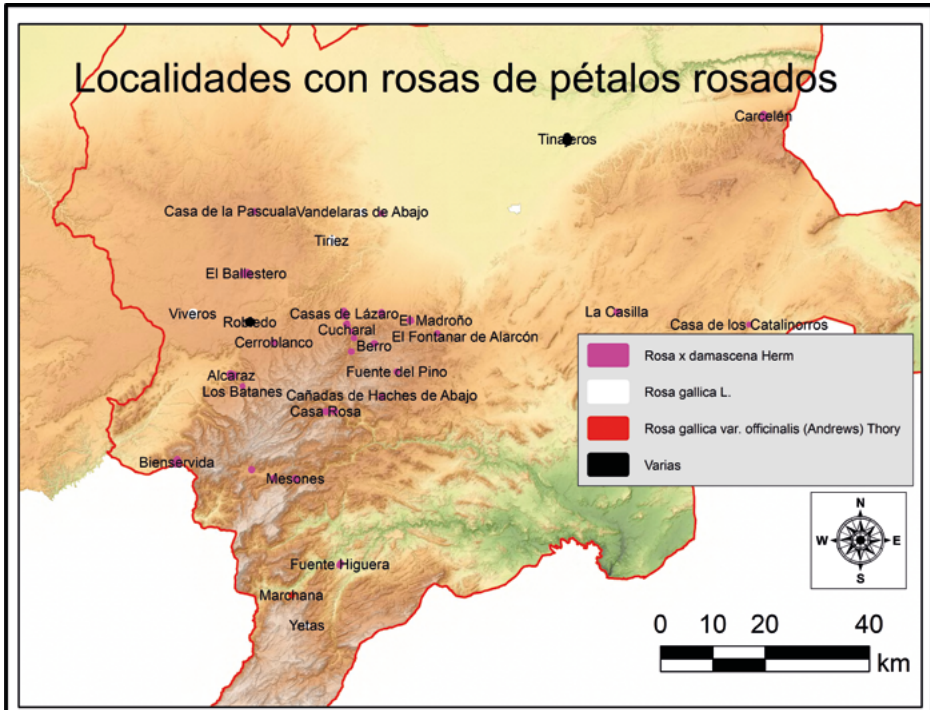 Localidades con rosas de pétalos rosados
Carcelén
Tinajeros
Casa de la Pascuala
Vandelaras de Abajo
Tiriez
El Ballestero
Viveros
Robledo
Casas de Lázaro
El Madroño
La Casilla
Casa de los Catalinorros
Cucharal
El Fontanar de Alarcón
Cerroblanco
Berro
Alcaraz
Fuente del Pino
Los Batanes
Cañadas de Haches de Abajo
Casa Rosa
Bienservida
Mesones
Fuente Higuera
Marchana
Yetas
Rosa x damascena Herm
Rosa gallica L.
Rosa gallica var. officinalis (Andrews) Thory
Varias
N
W E
S
0 10 20 40
km